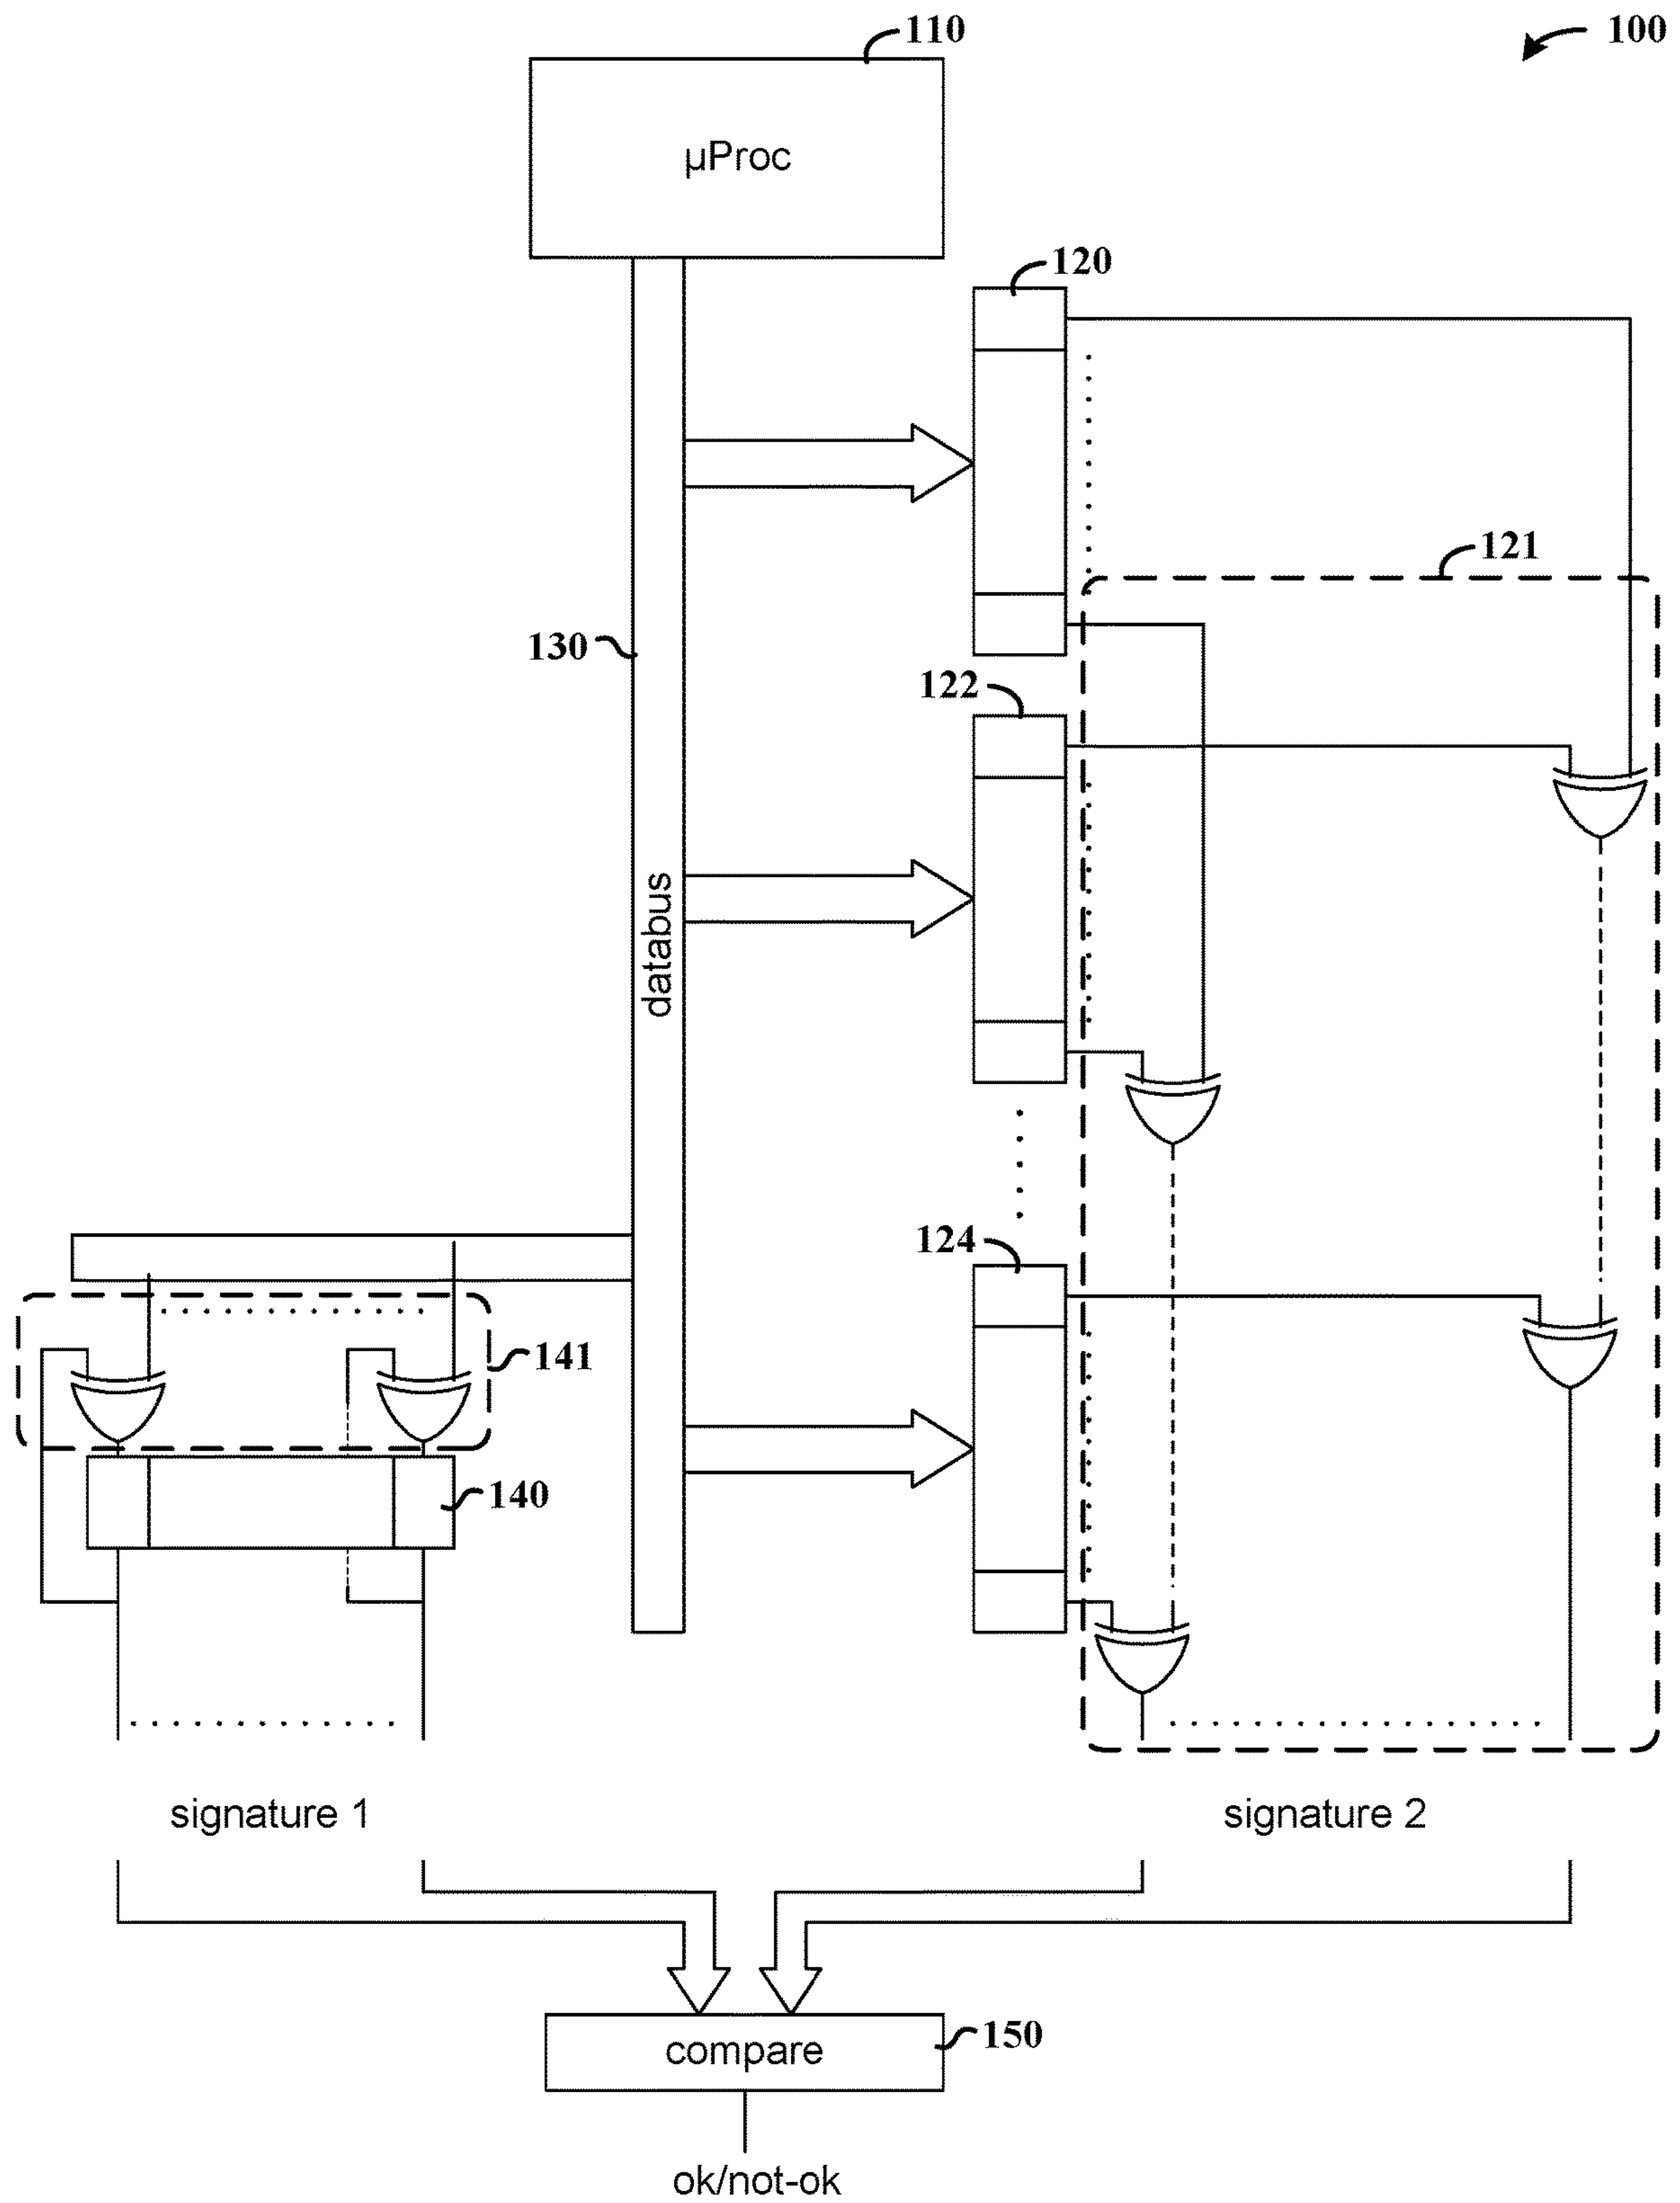 110
100
µProc
120
121
130
122
databus
124
141
140
signature 1
signature 2
compare
150
ok/not-ok